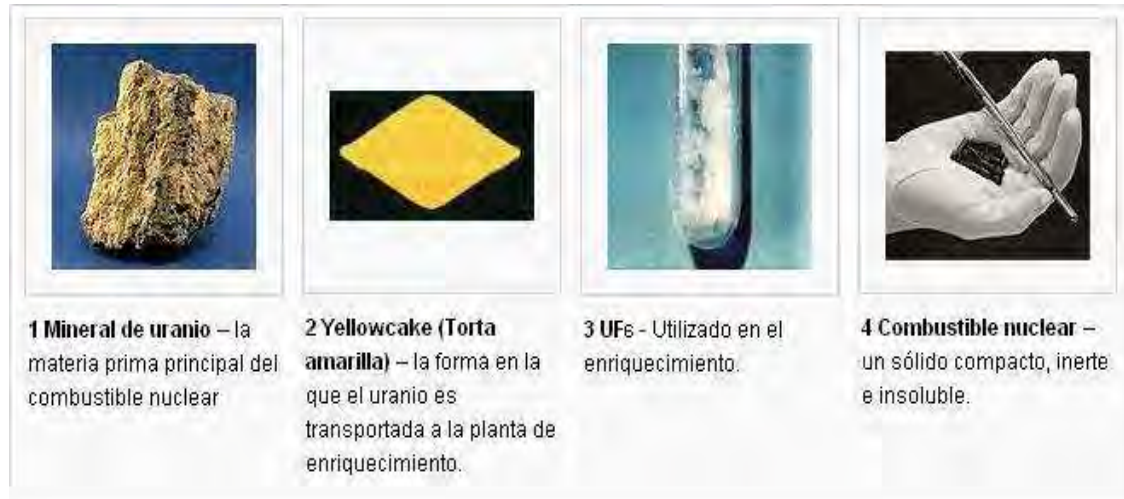 1 Mineral de uranio – la
materia prima principal del
combustible nuclear
2 Yellowcake (Torta
amarilla) – la forma en la
que el uranio es
transportada a la planta de
enriquecimiento.
3 UF6 - Utilizado en el
enriquecimiento.
4 Combustible nuclear –
un sólido compacto, inerte
e insoluble.